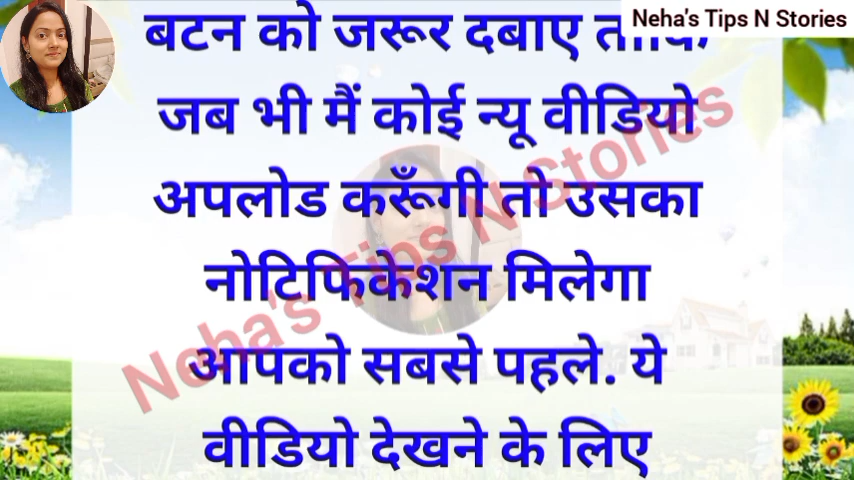 Neha's Tips N Stories
बटन को जरूर दबाए ताकि
जब भी मैं कोई न्यू वीडियो
अपलोड करूँगी तो उसका
नोटिफिकेशन मिलेगा
आपको सबसे पहले. ये
वीडियो देखने के लिए
Neha's Tips N Stories